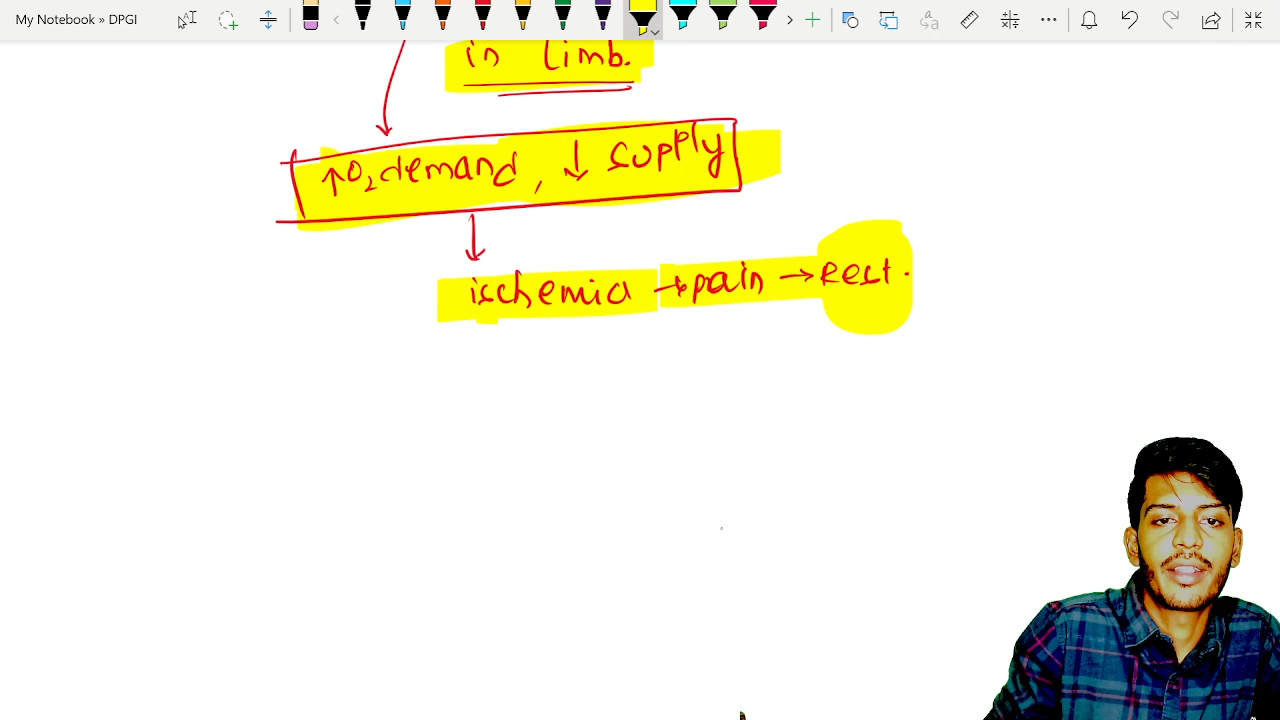 My Notebook » DPGI
in limb.
↑O₂ demand, ↓ supply
ischemia → pain → Rest.